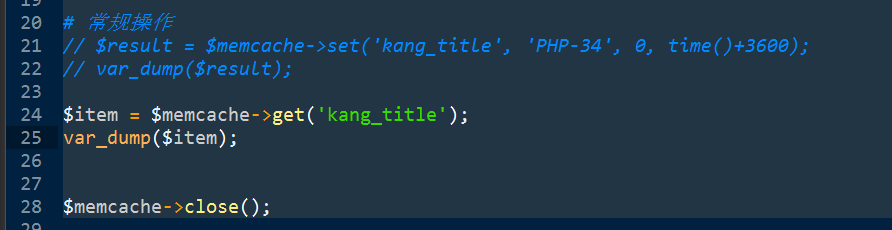 20 # 常规操作
21 // $result = $memcache->set('kang_title', 'PHP-34', 0, time()+3600);
22 // var_dump($result);
23
24 $item = $memcache->get('kang_title');
25 var_dump($item);
26
27
28 $memcache->close();
29